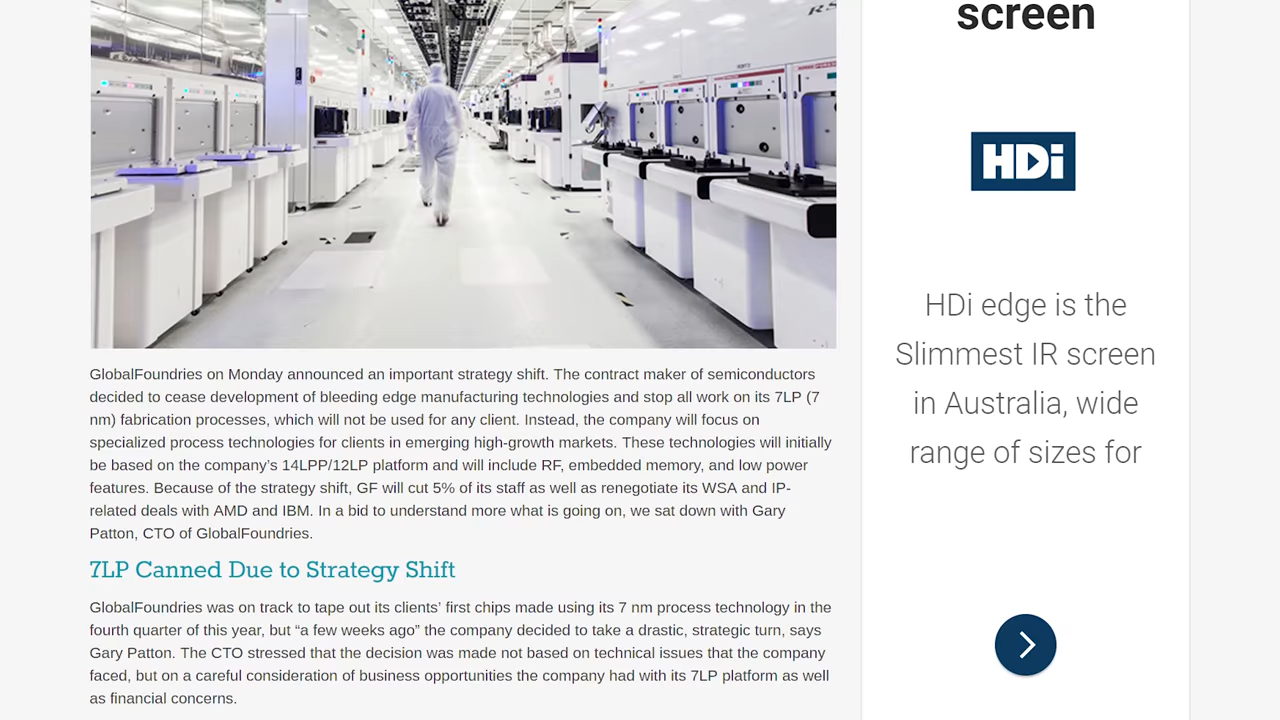 GlobalFoundries on Monday announced an important strategy shift. The contract maker of semiconductors
decided to cease development of bleeding edge manufacturing technologies and stop all work on its 7LP (7
nm) fabrication processes, which will not be used for any client. Instead, the company will focus on
specialized process technologies for clients in emerging high-growth markets. These technologies will initially
be based on the company’s 14LPP/12LP platform and will include RF, embedded memory, and low power
features. Because of the strategy shift, GF will cut 5% of its staff as well as renegotiate its WSA and IP-
related deals with AMD and IBM. In a bid to understand more what is going on, we sat down with Gary
Patton, CTO of GlobalFoundries.
7LP Canned Due to Strategy Shift
GlobalFoundries was on track to tape out its clients’ first chips made using its 7 nm process technology in the
fourth quarter of this year, but “a few weeks ago” the company decided to take a drastic, strategic turn, says
Gary Patton. The CTO stressed that the decision was made not based on technical issues that the company
faced, but on a careful consideration of business opportunities the company had with its 7LP platform as well
as financial concerns.
screen
HDi
HDi edge is the
Slimmest IR screen
in Australia, wide
range of sizes for